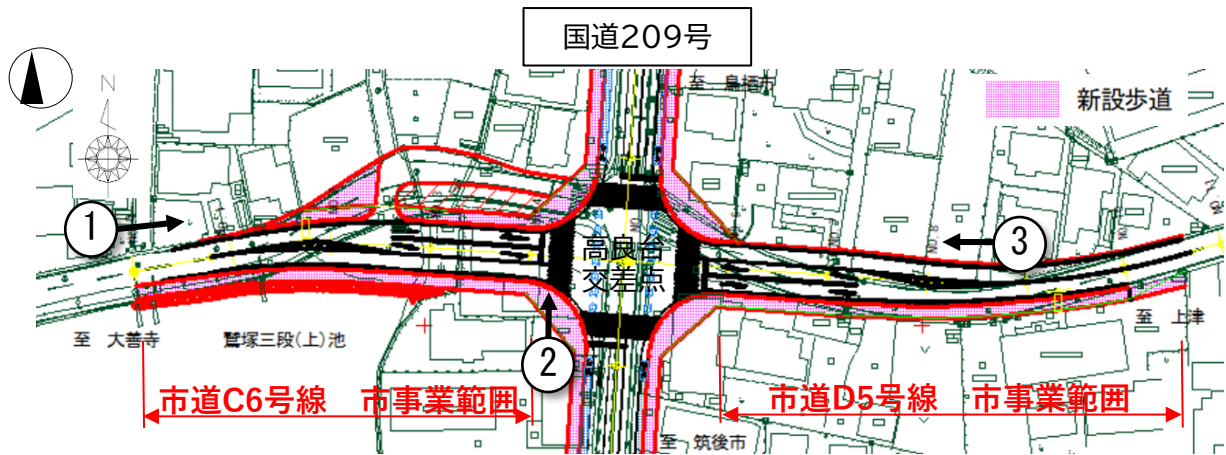 国道209号
N
至 鳥栖市
新設歩道
①
③
高良台
交差点
②
至 大善寺
鷲塚三段(上)池
至 上津
市道C6号線 市事業範囲
市道D5号線 市事業範囲
至 筑後市